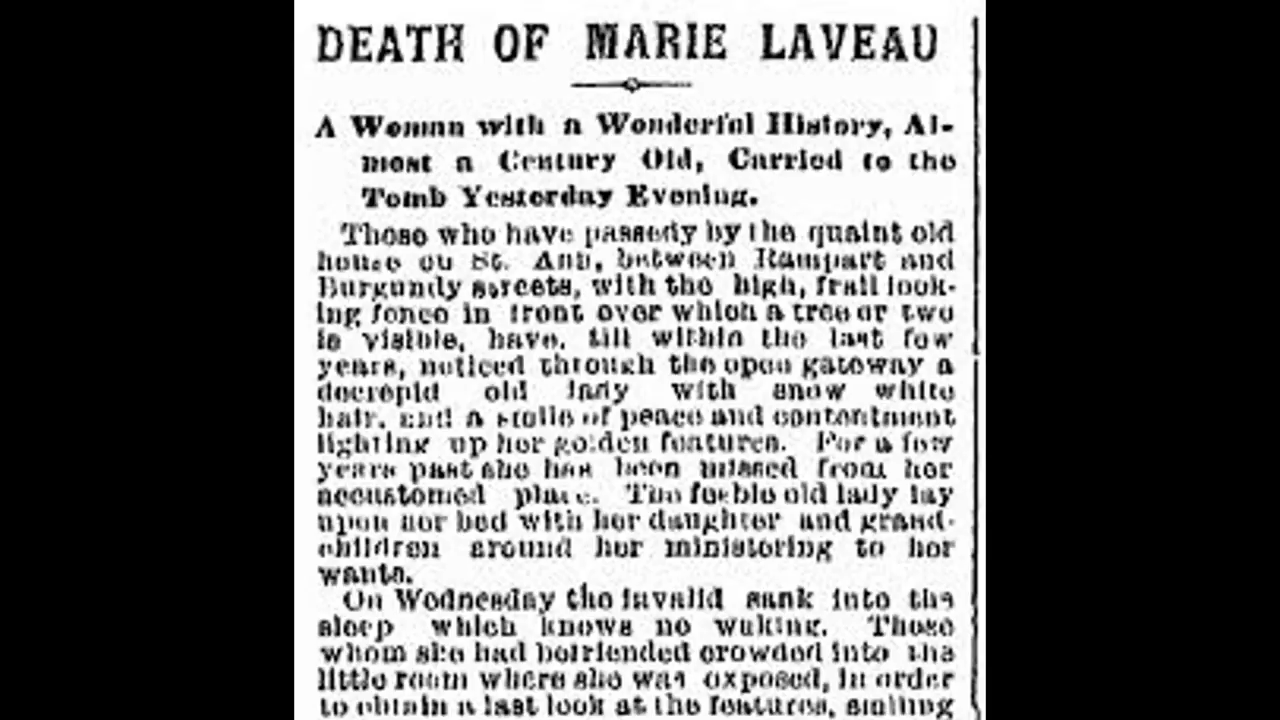 DEATH OF MARIE LAVEAU
A Woman with a Wonderful History, Al-
most a Century Old, Carried to the
Tomb Yesterday Evening.
Those who have passedy by the quaint old
house on St. Ann, between Rampart and
Burgundy streets, with the high, frail look-
ing fence in front over which a tree or two
is visible, have, till within the last few
years, noticed through the open gateway a
decrepid old lady with snow white
hair, and a smile of peace and contentment
lighting up her golden features. For a few
years past she has been missed from her
accustomed place. The feeble old lady lay
upon her bed with her daughter and grand-
children around her ministering to her
wants.
On Wednesday the invalid sank into the
sleep which knows no waking. Those
whom she had befriended crowded into the
little room where she was exposed, in order
to obtain a last look at the features, smiling